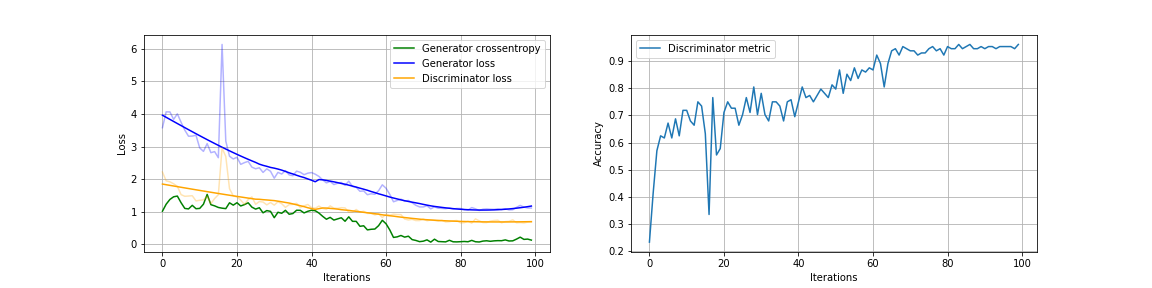 Generator crossentropy
Generator loss
Discriminator loss
Loss
6
5
4
3
2
1
0
0 20 40 60 80 100
Iterations
Discriminator metric
Accuracy
0.9
0.8
0.7
0.6
0.5
0.4
0.3
0.2
0 20 40 60 80 100
Iterations